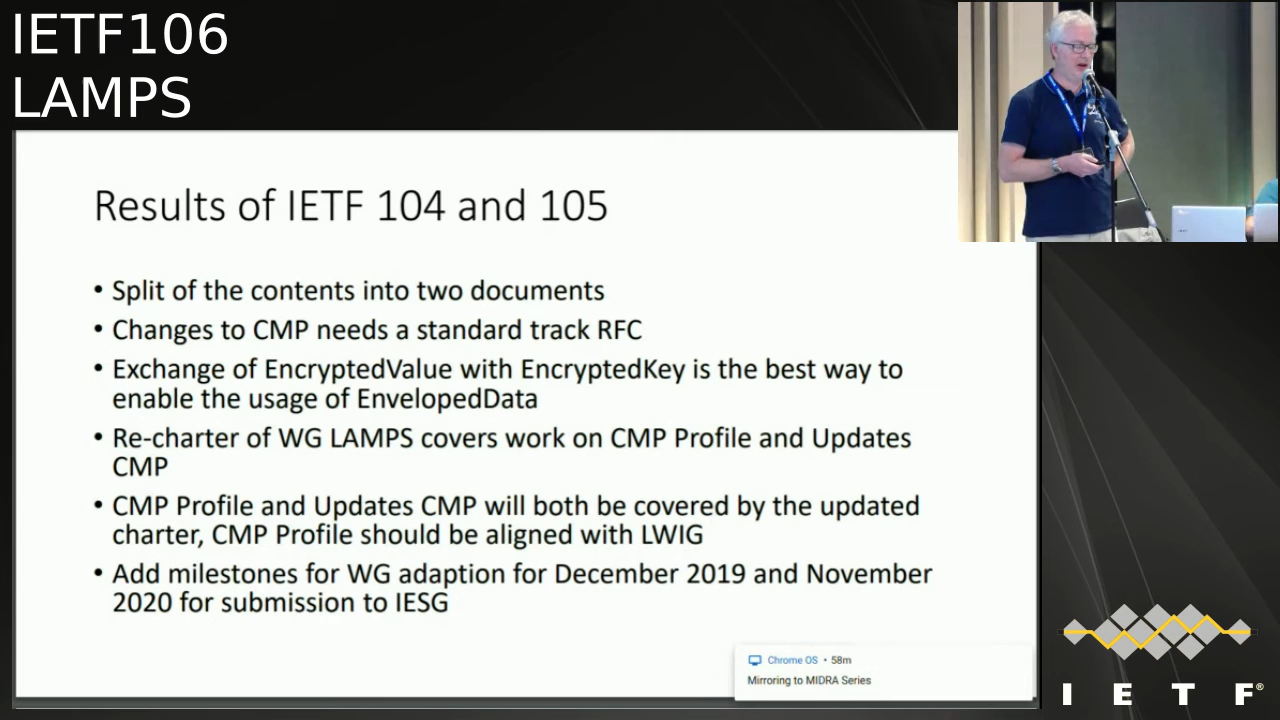 IETF106
LAMPS
Results of IETF 104 and 105
• Split of the contents into two documents
• Changes to CMP needs a standard track RFC
• Exchange of EncryptedValue with EncryptedKey is the best way to
enable the usage of EnvelopedData
• Re-charter of WG LAMPS covers work on CMP Profile and Updates
CMP
• CMP Profile and Updates CMP will both be covered by the updated
charter, CMP Profile should be aligned with LWIG
• Add milestones for WG adaption for December 2019 and November
2020 for submission to IESG
Chrome OS • 58m
Mirroring to MIDRA Series
I E T F®